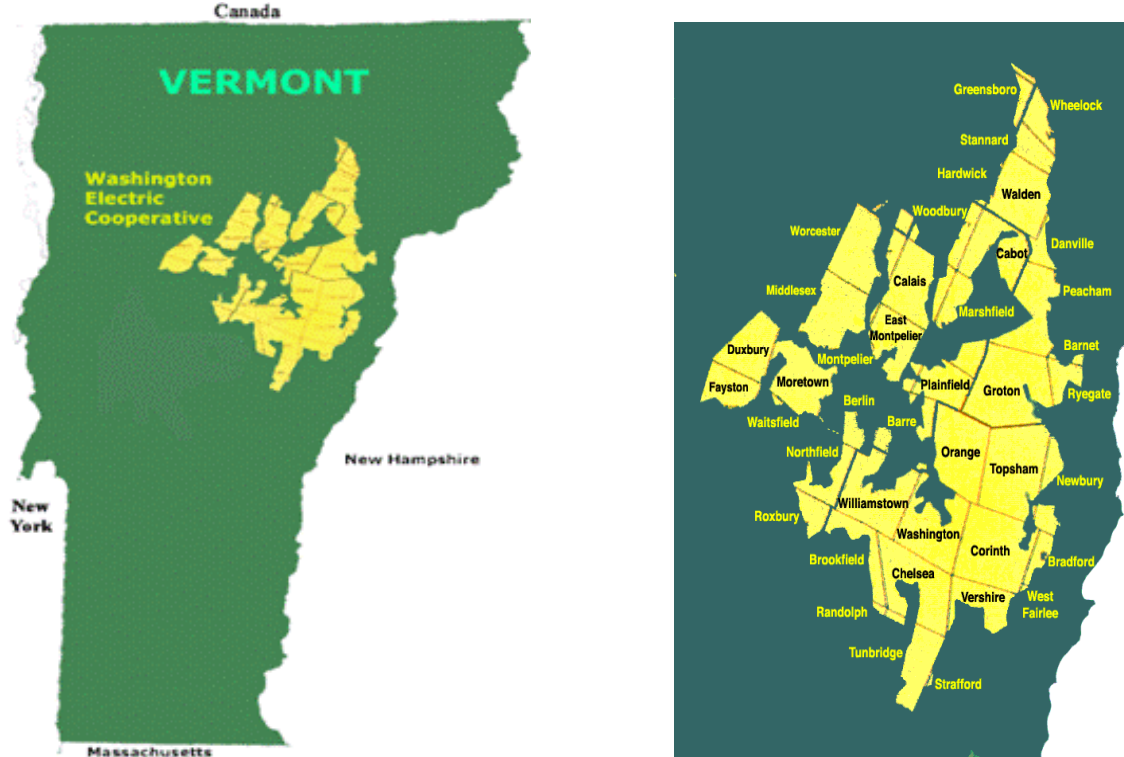 Canada
VERMONT
Washington
Electric
Cooperative
New Hampshire
New
York
Massachusetts
Greensboro
Wheelock
Stannard
Hardwick
Walden
Woodbury
Worcester
Danville
Cabot
Calais
Middlesex
Peacham
Marshfield
East
Montpelier
Duxbury
Montpelier
Barnet
Fayston
Moretown
Plainfield
Groton
Ryegate
Berlin
Waitsfield
Barre
Northfield
Orange
Topsham
Newbury
Williamstown
Roxbury
Washington
Corinth
Brookfield
Bradford
Chelsea
Vershire
West
Fairlee
Randolph
Tunbridge
Strafford